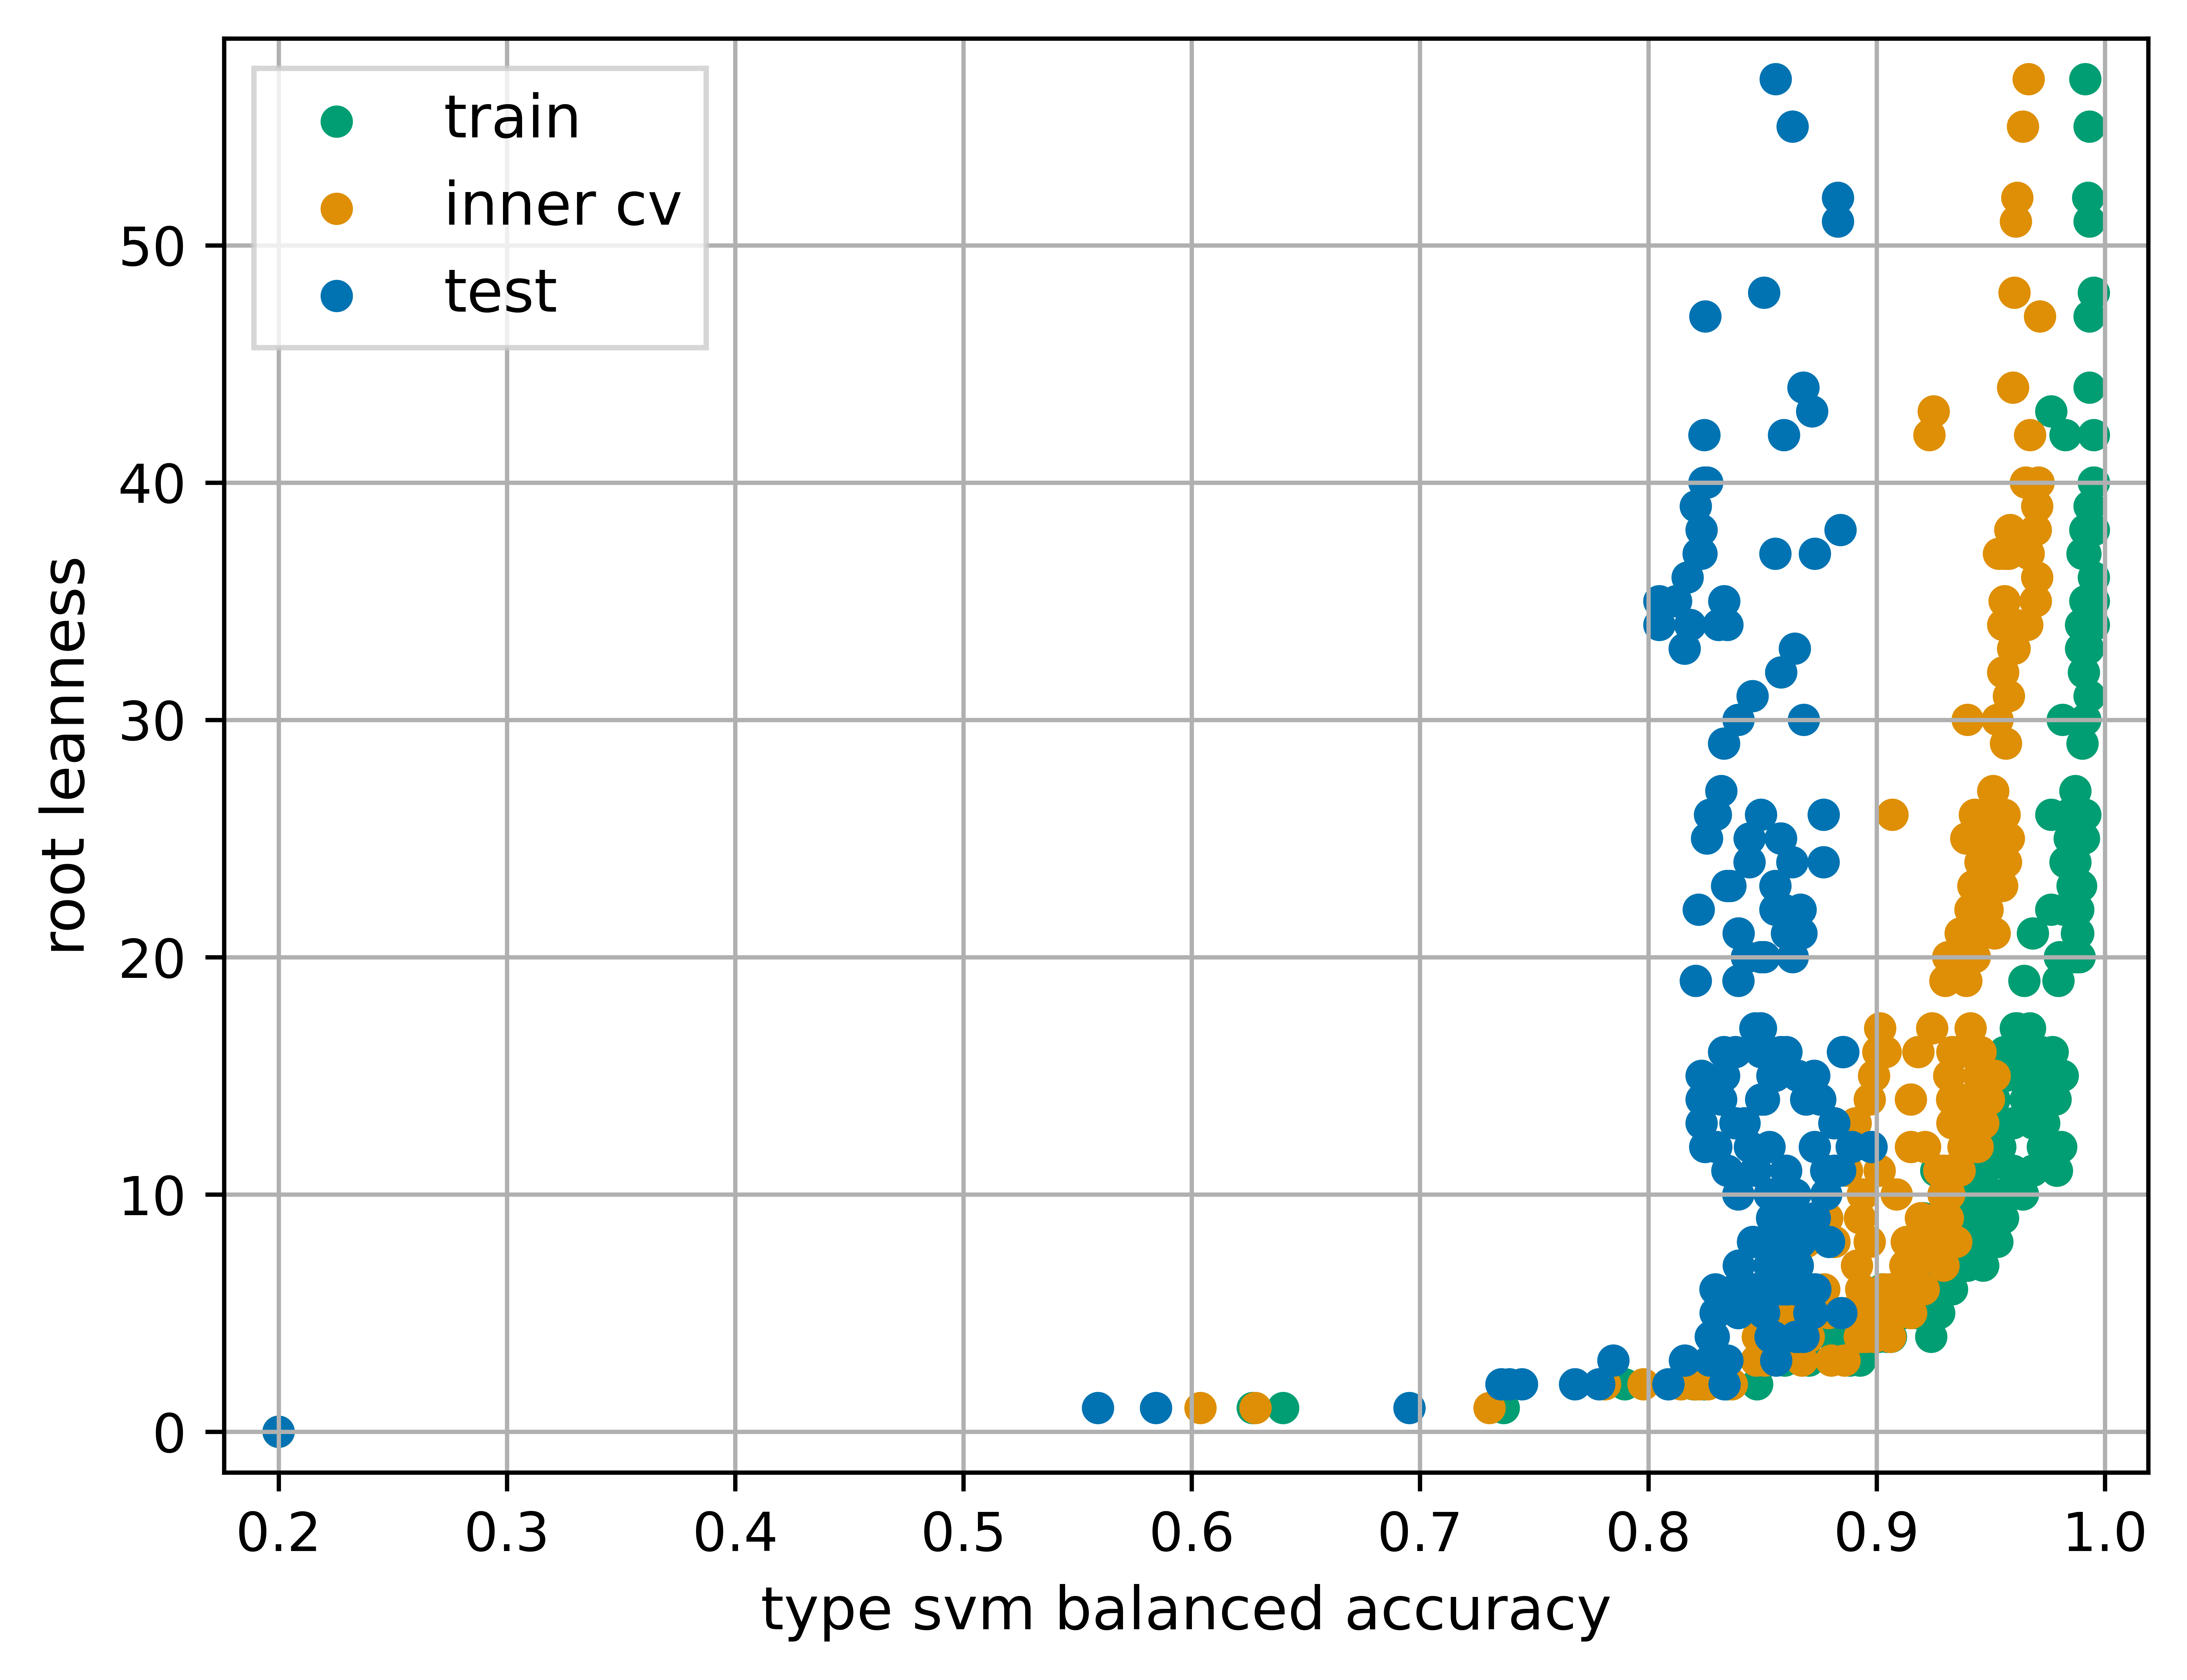 train
inner cv
test
50
40
30
20
10
0
root leanness
0.2 0.3 0.4 0.5 0.6 0.7 0.8 0.9 1.0
type svm balanced accuracy